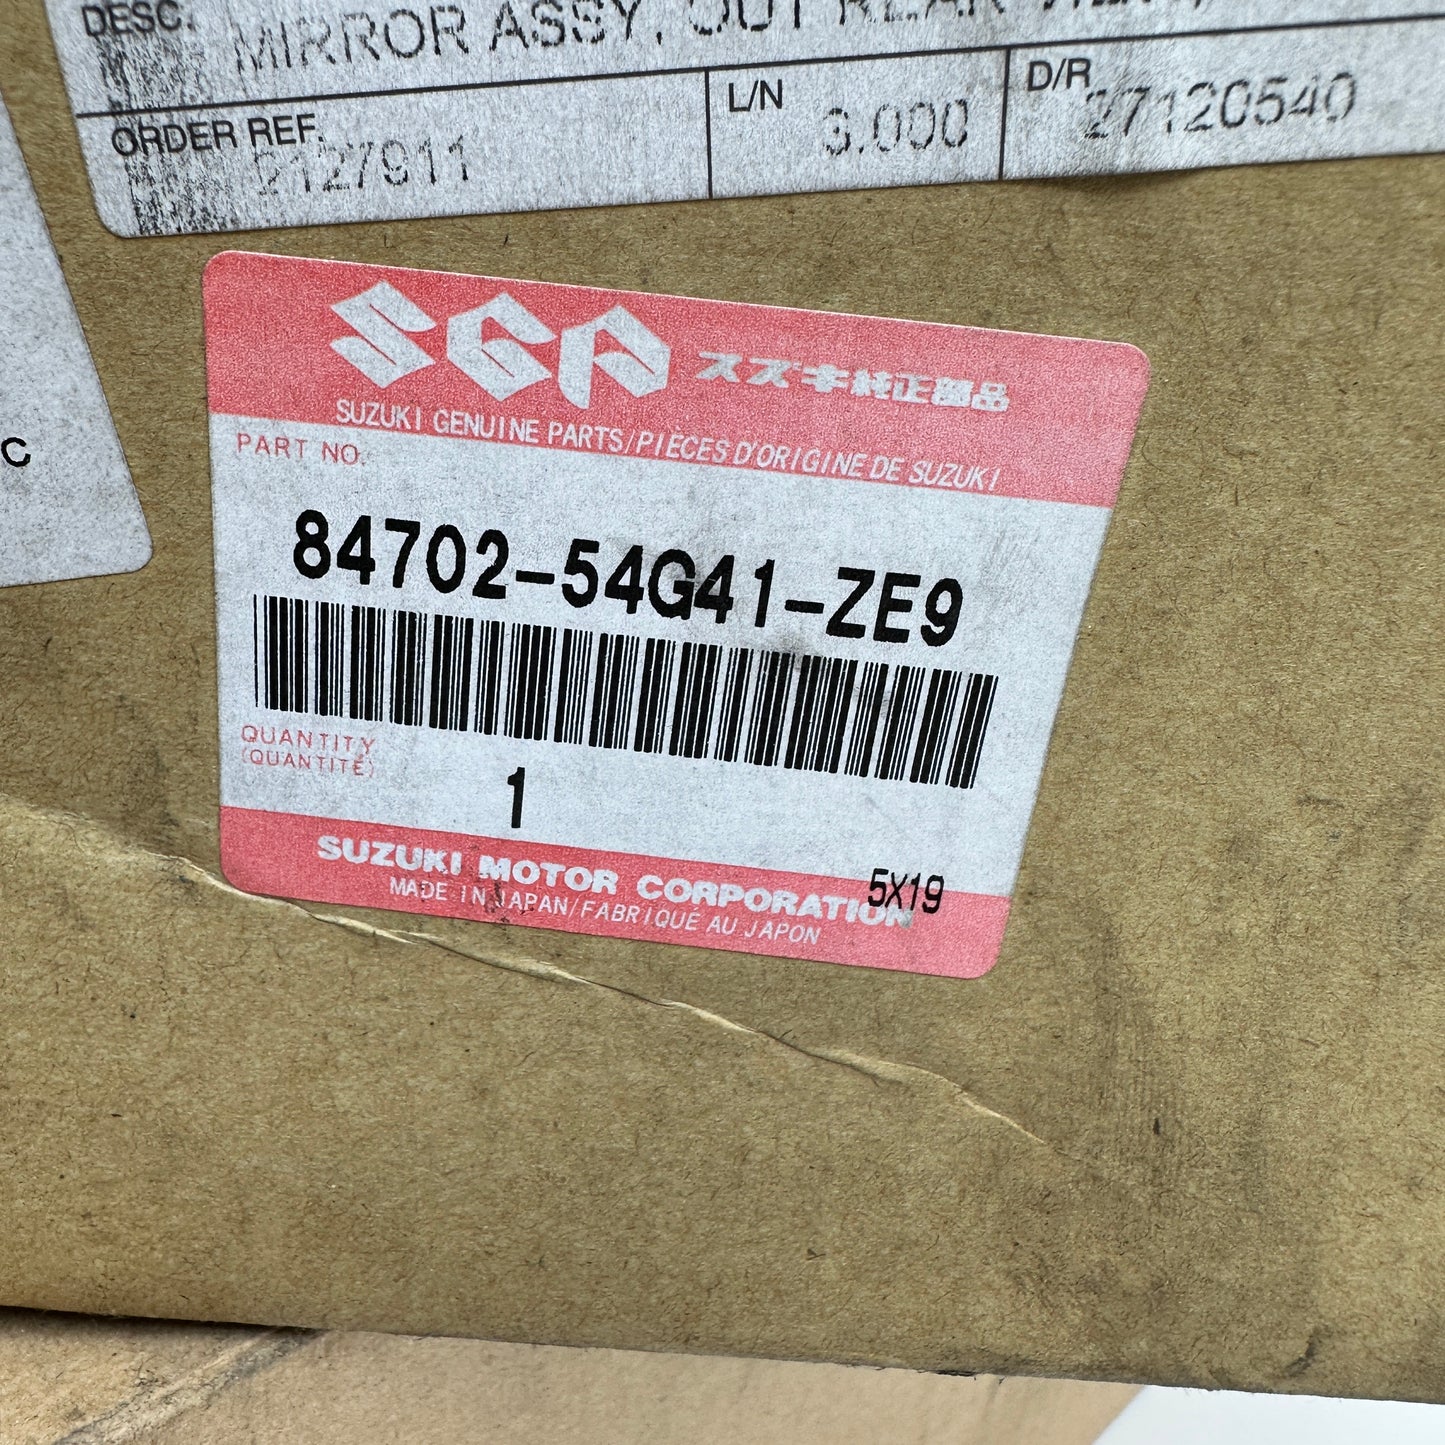 DESC.
MIRROR ASSY, OUT REAR
ORDER REF.
2127911
L/N
3.000
D/R
27120540
C
SGP スズキ純正部品
SUZUKI GENUINE PARTS/PIÈCES D'ORIGINE DE SUZUKI
PART NO.
84702-54G41-ZE9
QUANTITY
(QUANTITÉ)
1
SUZUKI MOTOR CORPORATION
5X19
MADE IN JAPAN/FABRIQUÉ AU JAPON